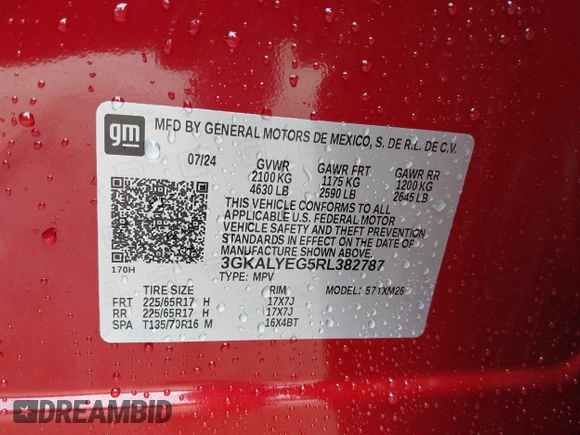 gm
MFD BY GENERAL MOTORS DE MEXICO, S. DE R.L. DE C.V.
07/24 GVWR GAWR FRT GAWR RR
2100 KG 1175 KG 1200 KG
4630 LB 2590 LB 2645 LB
THIS VEHICLE CONFORMS TO ALL
APPLICABLE U.S. FEDERAL MOTOR
VEHICLE SAFETY AND THEFT
PREVENTION STANDARDS IN EFFECT
ON THE DATE OF
MANUFACTURE SHOWN ABOVE.
3GKALYEG5RL382787
170H TYPE: MPV MODEL: 57TXM26
TIRE SIZE RIM
FRT 225/65R17 H 17X7J
RR 225/65R17 H 17X7J
SPA T135/70R16 M 16X4BT
DREAMBID